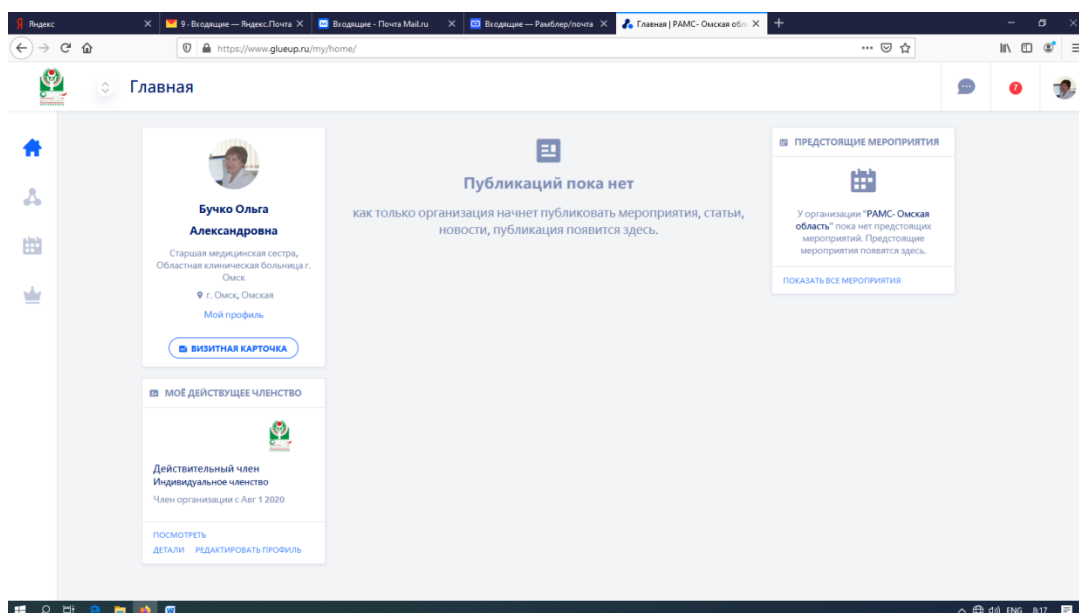 Яндекс
9 · Входящие — Яндекс.Почта
Входящие - Почта Mail.ru
Входящие — Рамблер/почта
Главная | РАМС- Омская обл
https://www.glueup.ru/my/home/
Главная
7
Бучко Ольга
Александровна
Старшая медицинская сестра,
Областная клиническая больница г.
Омск
г. Омск, Омская
Мой профиль
ВИЗИТНАЯ КАРТОЧКА
МОЁ ДЕЙСТВУЩЕЕ ЧЛЕНСТВО
Действительный член
Индивидуальное членство
Член организации с Авг 1 2020
ПОСМОТРЕТЬ
ДЕТАЛИ РЕДАКТИРОВАТЬ ПРОФИЛЬ
Публикаций пока нет
как только организация начнет публиковать мероприятия, статьи,
новости, публикация появится здесь.
ПРЕДСТОЯЩИЕ МЕРОПРИЯТИЯ
У организации "РАМС- Омская
область" пока нет предстоящих
мероприятий. Предстоящие
мероприятия появятся здесь.
ПОКАЗАТЬ ВСЕ МЕРОПРИЯТИЯ
ENG 8:17